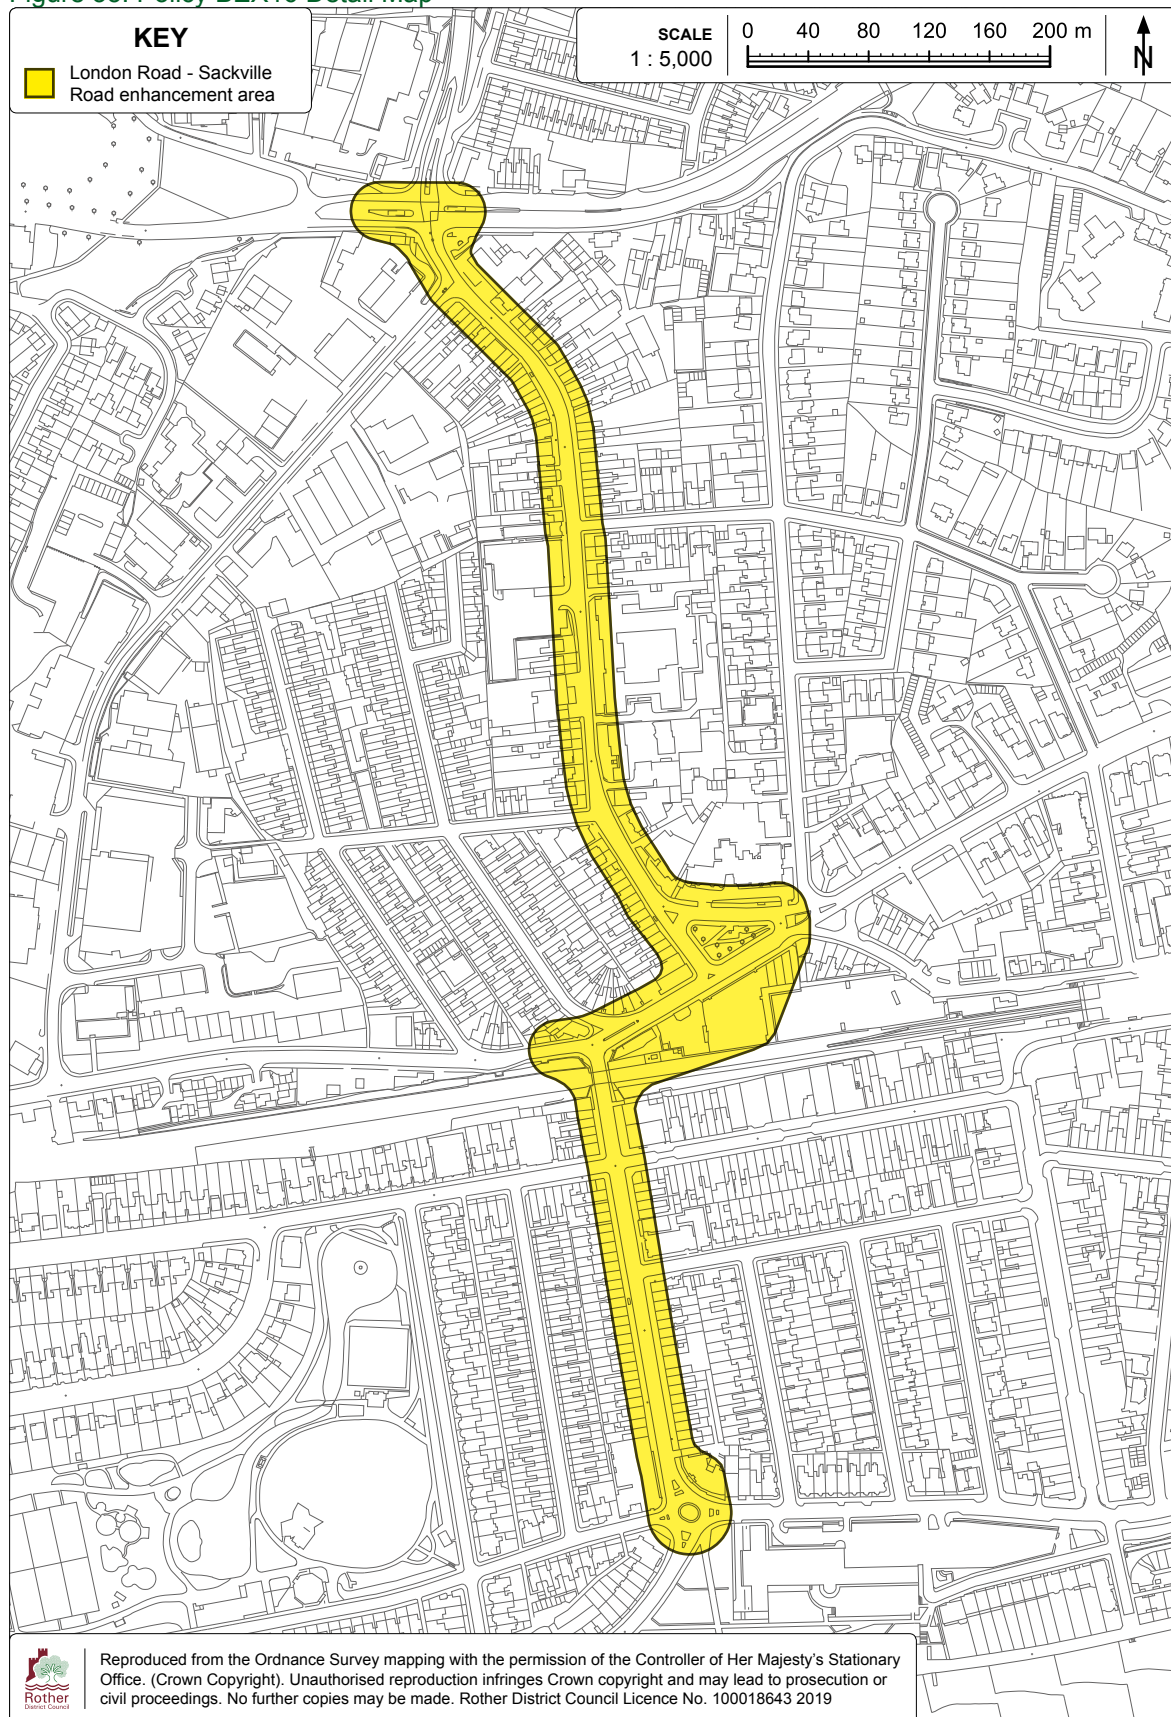 KEY
London Road - Sackville
Road enhancement area
SCALE
1 : 5,000
0 40 80 120 160 200 m
N
Reproduced from the Ordnance Survey mapping with the permission of the Controller of Her Majesty's Stationary
Office. (Crown Copyright). Unauthorised reproduction infringes Crown copyright and may lead to prosecution or
civil proceedings. No further copies may be made. Rother District Council Licence No. 100018643 2019
Rother
District Council